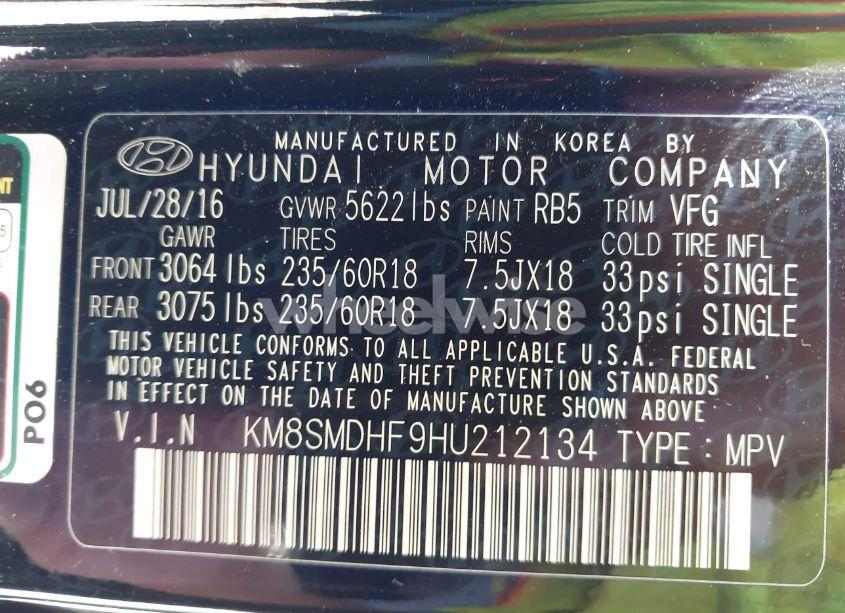 MANUFACTURED IN KOREA BY
HYUNDAI MOTOR COMPANY
JUL/28/16 GVWR 5622lbs PAINT RB5 TRIM VFG
GAWR TIRES RIMS COLD TIRE INFL
FRONT 3064lbs 235/60R18 7.5JX18 33psi SINGLE
REAR 3075lbs 235/60R18 7.5JX18 33psi SINGLE
wheelwise
THIS VEHICLE CONFORMS TO ALL APPLICABLE U.S.A. FEDERAL
MOTOR VEHICLE SAFETY AND THEFT PREVENTION STANDARDS
IN EFFECT ON THE DATE OF MANUFACTURE SHOWN ABOVE
V.I.N KM8SMDHF9HU212134 TYPE: MPV
P06